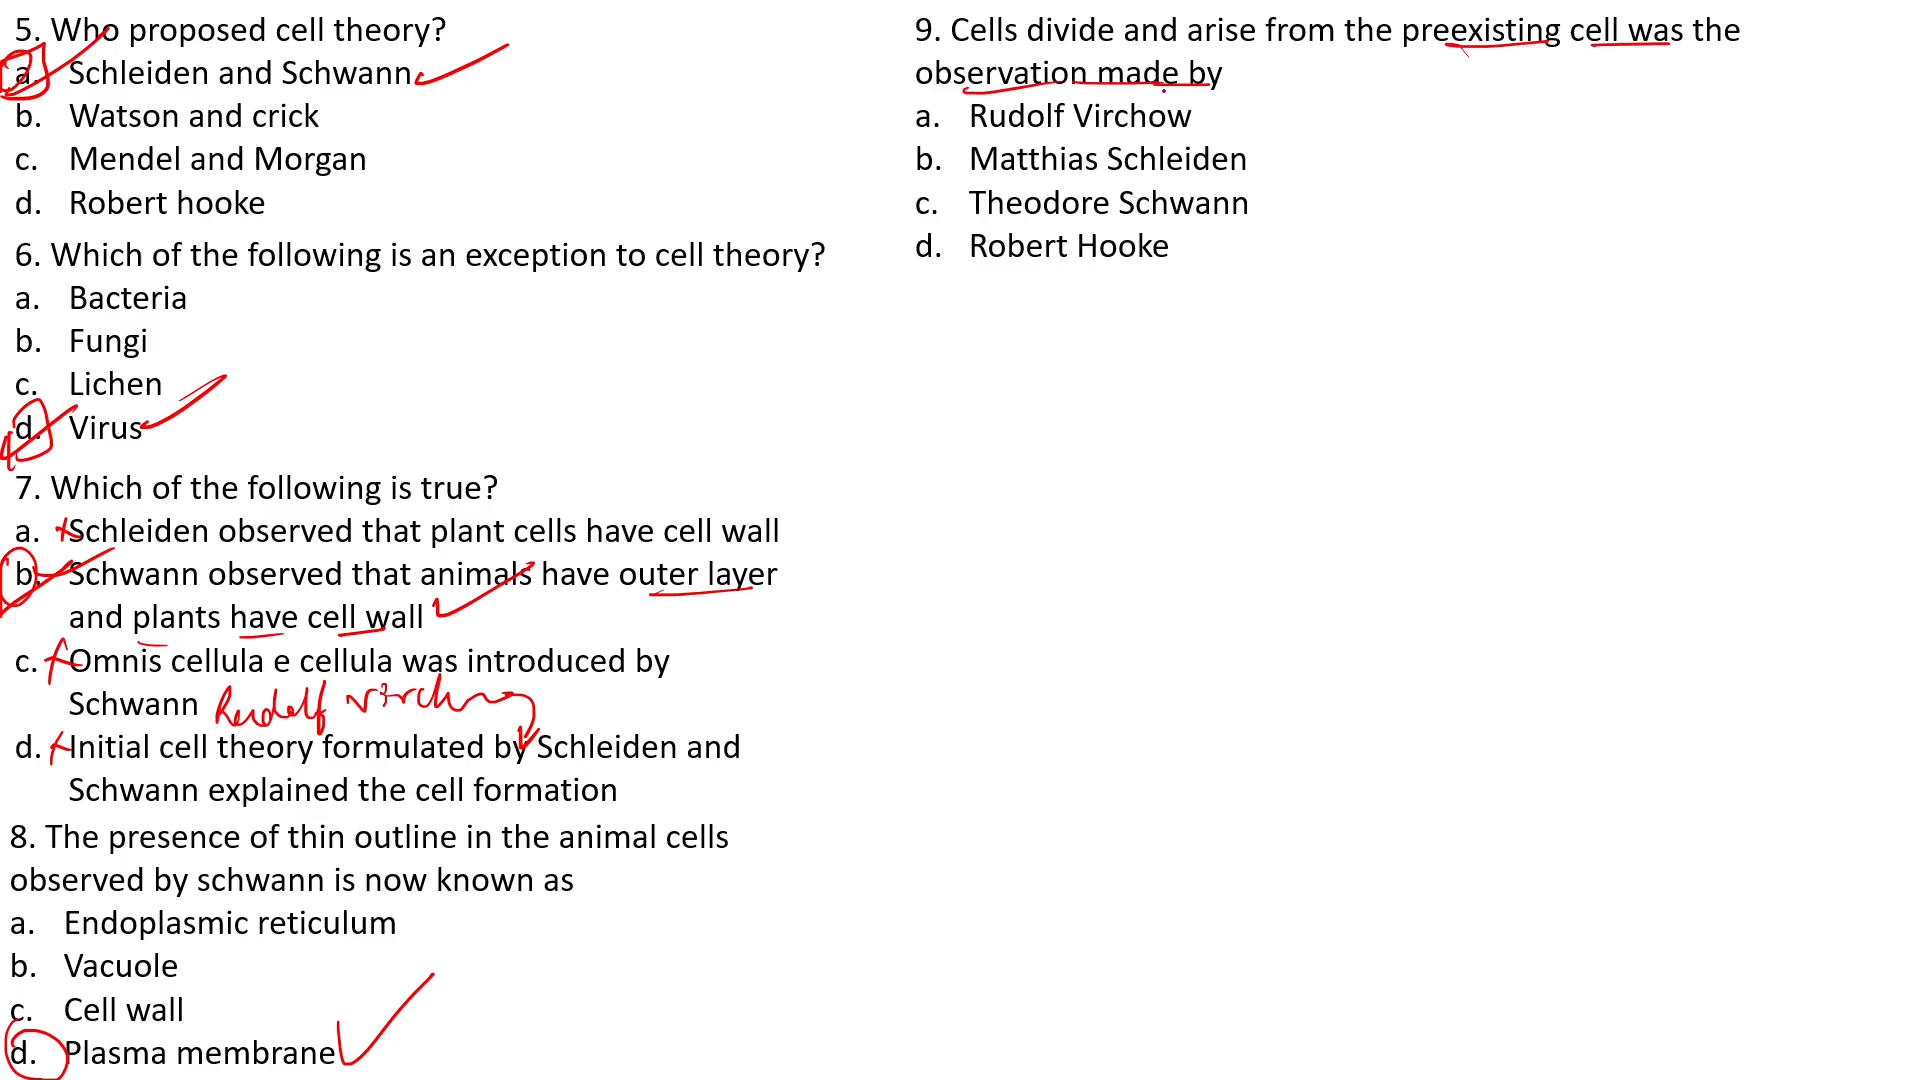 5. Who proposed cell theory?
a. Schleiden and Schwann
b. Watson and crick
c. Mendel and Morgan
d. Robert hooke
6. Which of the following is an exception to cell theory?
a. Bacteria
b. Fungi
c. Lichen
d. Virus
7. Which of the following is true?
a. Schleiden observed that plant cells have cell wall
b. Schwann observed that animals have outer layer
and plants have cell wall
c. Omnis cellula e cellula was introduced by
Schwann Rudolf Virchow
d. Initial cell theory formulated by Schleiden and
Schwann explained the cell formation
8. The presence of thin outline in the animal cells
observed by schwann is now known as
a. Endoplasmic reticulum
b. Vacuole
c. Cell wall
d. Plasma membrane
9. Cells divide and arise from the preexisting cell was the
observation made by
a. Rudolf Virchow
b. Matthias Schleiden
c. Theodore Schwann
d. Robert Hooke